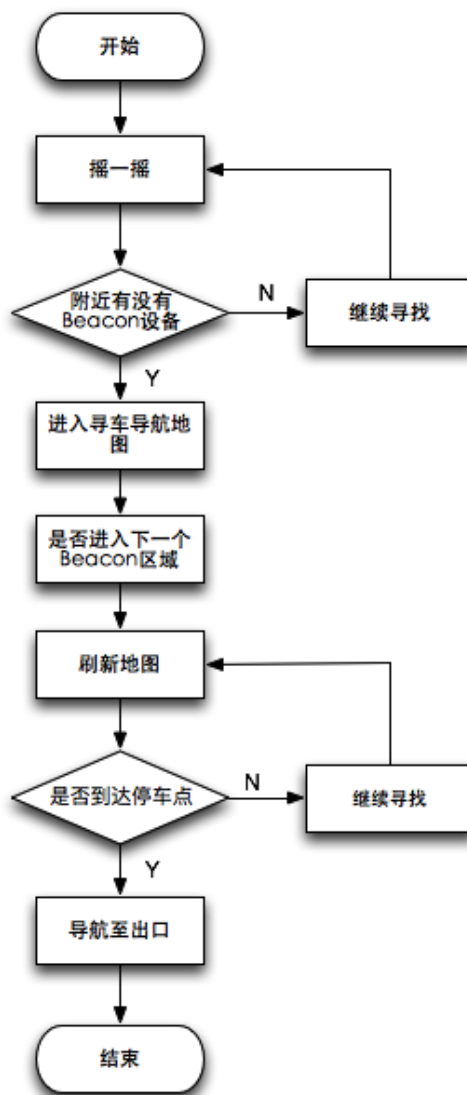 开始
摇一摇
附近有没有
Beacon设备
N
继续寻找
Y
进入寻车导航地
图
是否进入下一个
Beacon区域
刷新地图
是否到达停车点
N
继续寻找
Y
导航至出口
结束